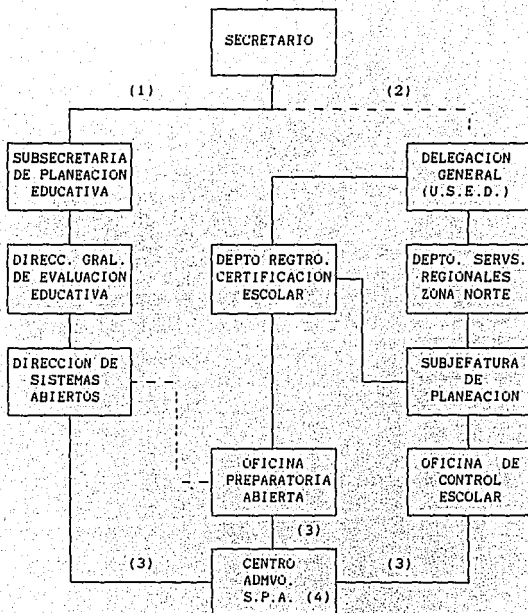 SECRETARIO
(1)
(2)
SUBSECRETARIA
DE PLANEACION
EDUCATIVA
DELEGACION
GENERAL
(U.S.E.D.)
DIRECC. GRAL.
DE EVALUACION
EDUCATIVA
DEPTO REGTRO.
CERTIFICACION
ESCOLAR
DEPTO. SERVS.
REGIONALES
ZONA NORTE
DIRECCION DE
SISTEMAS
ABIERTOS
SUBJEFATURA
DE
PLANEACION
OFICINA
PREPARATORIA
ABIERTA
OFICINA DE
CONTROL
ESCOLAR
(3)
(3)
(3)
CENTRO
ADMVO.
S.P.A. (4)